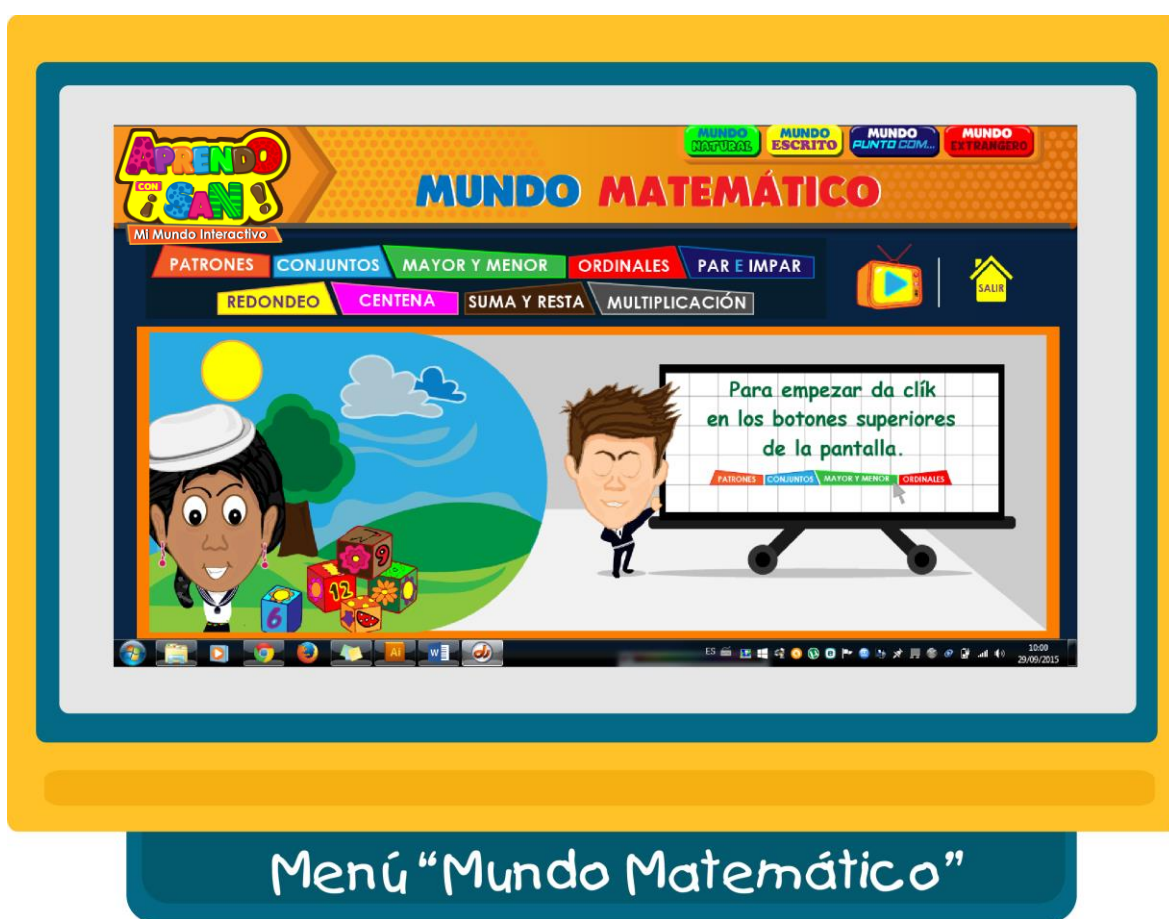 APRENDO
CON
¡SAN!
Mi Mundo Interactivo
MUNDO NATURAL
MUNDO ESCRITO
MUNDO PUNTO COM...
MUNDO EXTRANGERO
MUNDO MATEMÁTICO
PATRONES CONJUNTOS MAYOR Y MENOR ORDINALES PAR E IMPAR
REDONDEO CENTENA SUMA Y RESTA MULTIPLICACIÓN
SALIR
Para empezar da clík
en los botones superiores
de la pantalla.
PATRONES CONJUNTOS MAYOR Y MENOR ORDINALES
9
12
6
Ai
W
ES
10:00
29/09/2015
Menú “Mundo Matemático”